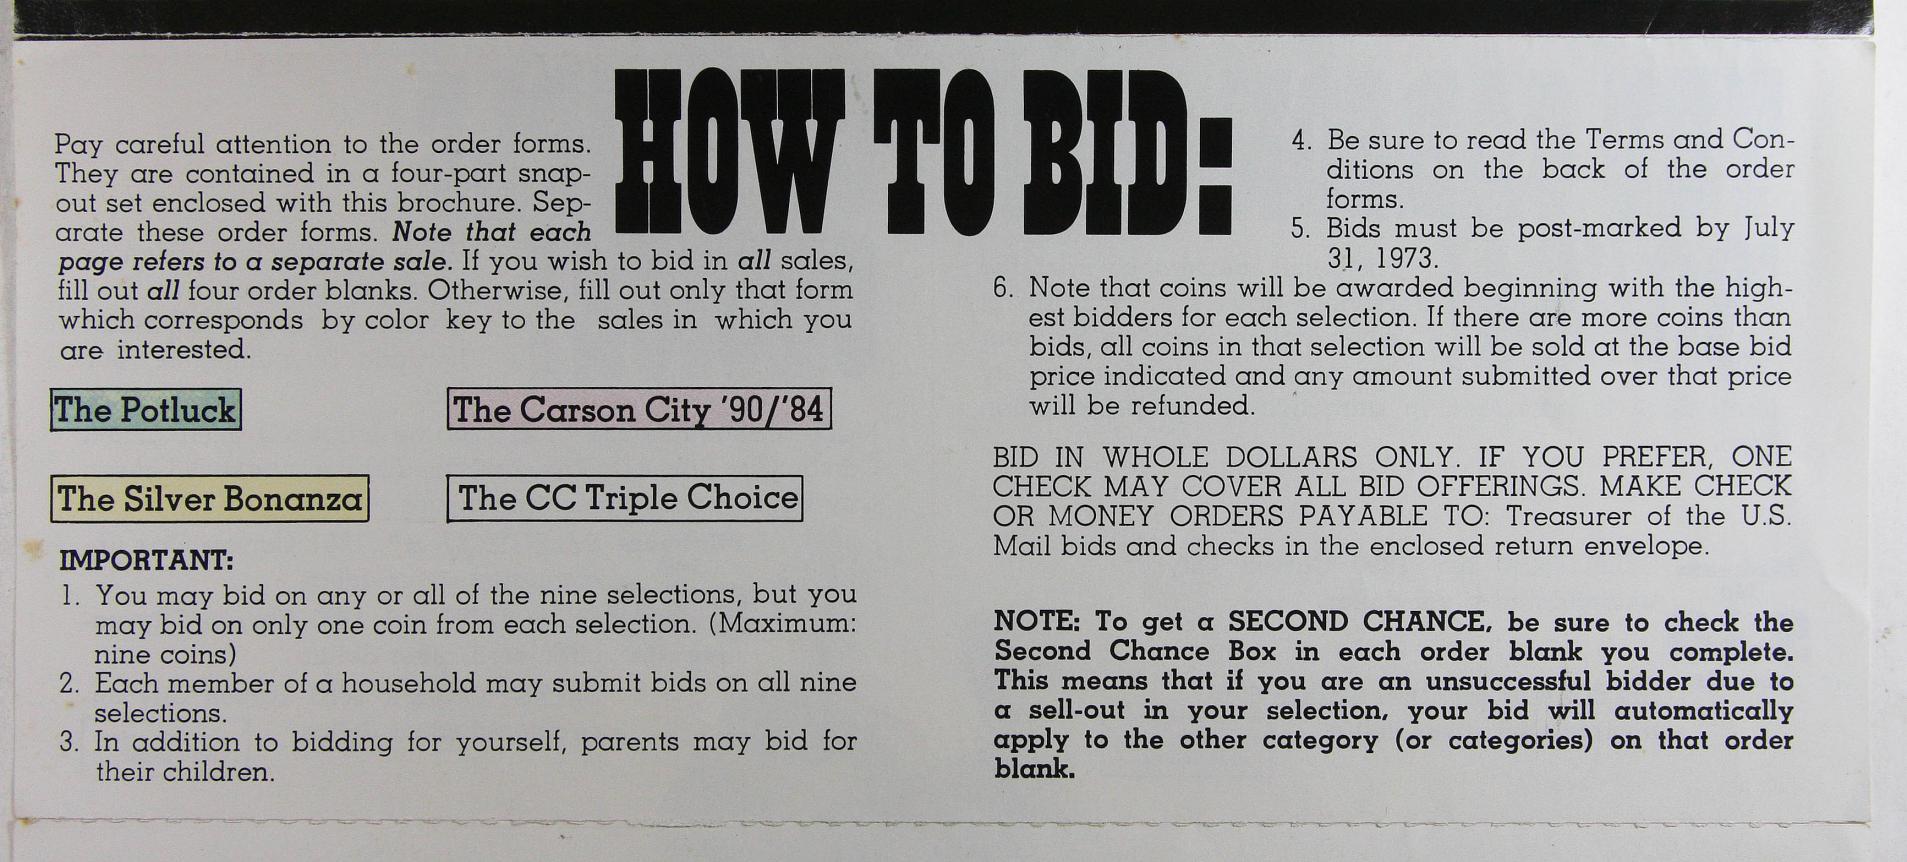 HOW TO BID:
Pay careful attention to the order forms.
They are contained in a four-part snap-
out set enclosed with this brochure. Sep-
arate these order forms. Note that each
page refers to a separate sale. If you wish to bid in all sales,
fill out all four order blanks. Otherwise, fill out only that form
which corresponds by color key to the sales in which you
are interested.
The Potluck
The Carson City '90/'84
The Silver Bonanza
The CC Triple Choice
IMPORTANT:
1. You may bid on any or all of the nine selections, but you
may bid on only one coin from each selection. (Maximum:
nine coins)
2. Each member of a household may submit bids on all nine
selections.
3. In addition to bidding for yourself, parents may bid for
their children.
4. Be sure to read the Terms and Con-
ditions on the back of the order
forms.
5. Bids must be post-marked by July
31, 1973.
6. Note that coins will be awarded beginning with the high-
est bidders for each selection. If there are more coins than
bids, all coins in that selection will be sold at the base bid
price indicated and any amount submitted over that price
will be refunded.
BID IN WHOLE DOLLARS ONLY. IF YOU PREFER, ONE
CHECK MAY COVER ALL BID OFFERINGS. MAKE CHECK
OR MONEY ORDERS PAYABLE TO: Treasurer of the U.S.
Mail bids and checks in the enclosed return envelope.
NOTE: To get a SECOND CHANCE, be sure to check the
Second Chance Box in each order blank you complete.
This means that if you are an unsuccessful bidder due to
a sell-out in your selection, your bid will automatically
apply to the other category (or categories) on that order
blank.